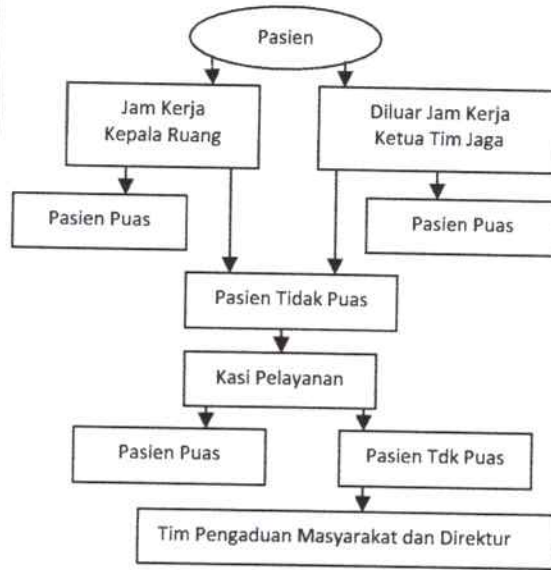 Pasien
Jam Kerja
Kepala Ruang
Diluar Jam Kerja
Ketua Tim Jaga
Pasien Puas
Pasien Puas
Pasien Tidak Puas
Kasi Pelayanan
Pasien Puas
Pasien Tdk Puas
Tim Pengaduan Masyarakat dan Direktur